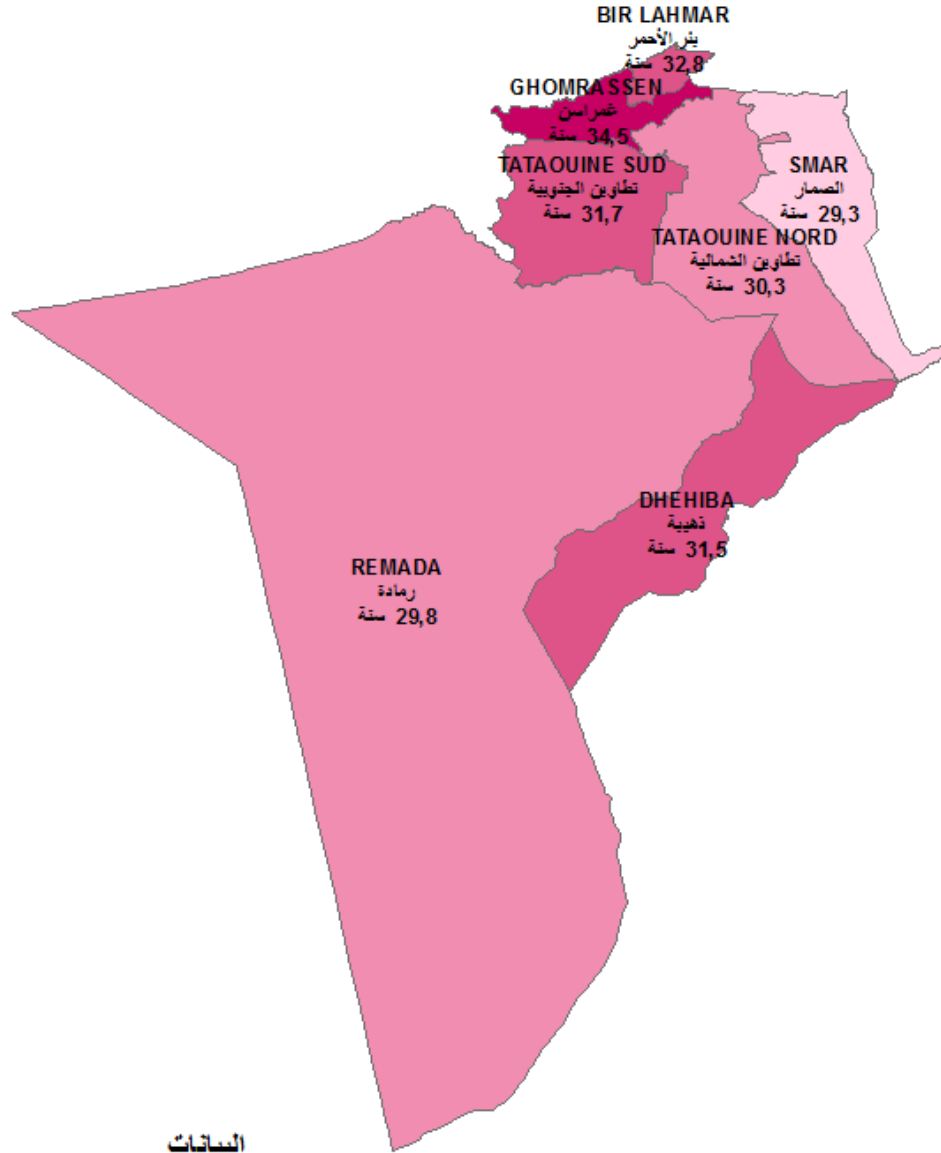 BIR LAHMAR
بئر الأحمر
32,8 سنة
GHOMRASSEN
غمراسن
34,5 سنة
TATAOUINE SUD
تطاوين الجنوبية
31,7 سنة
SMAR
الصمار
29,3 سنة
TATAOUINE NORD
تطاوين الشمالية
30,3 سنة
DHEHIBA
ذهيبة
31,5 سنة
REMADA
رمادة
29,8 سنة
البيانات